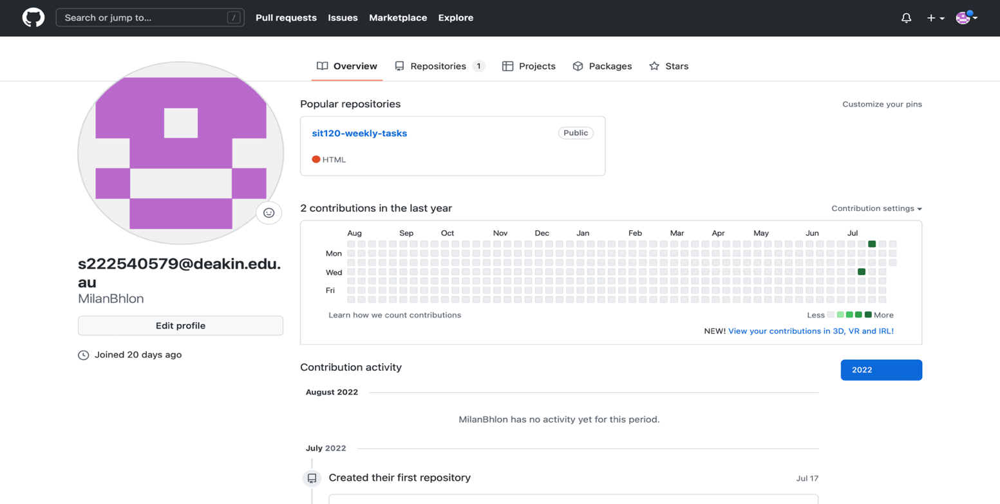 Search or jump to... / Pull requests Issues Marketplace Explore
Overview Repositories 1 Projects Packages Stars
s222540579@deakin.edu.
au
MilanBhlon
Edit profile
Joined 20 days ago
Popular repositories Customize your pins
sit120-weekly-tasks Public
HTML
2 contributions in the last year Contribution settings
Aug Sep Oct Nov Dec Jan Feb Mar Apr May Jun Jul
Mon
Wed
Fri
Learn how we count contributions Less More
NEW! View your contributions in 3D, VR and IRL!
Contribution activity 2022
August 2022
MilanBhlon has no activity yet for this period.
July 2022
Created their first repository Jul 17